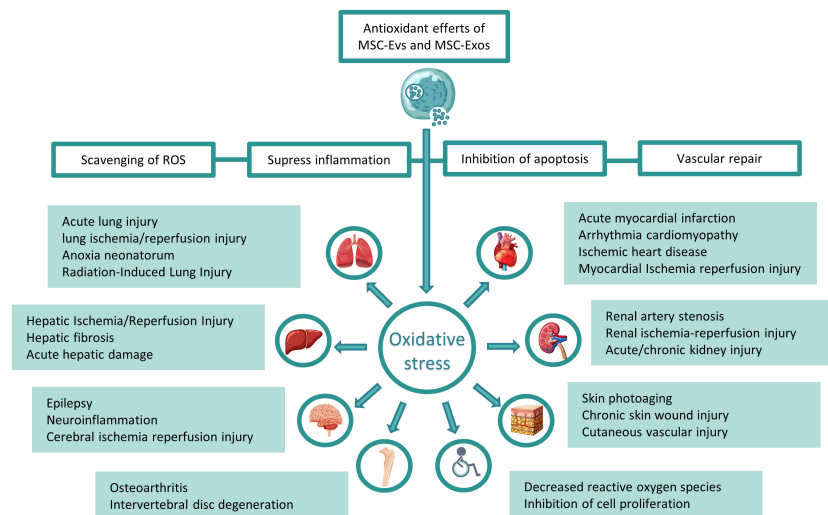 Antioxidant efferts of
MSC-Evs and MSC-Exos
Scavenging of ROS
Supress inflammation
Inhibition of apoptosis
Vascular repair
Acute lung injury
lung ischemia/reperfusion injury
Anoxia neonatorum
Radiation-Induced Lung Injury
Acute myocardial infarction
Arrhythmia cardiomyopathy
Ischemic heart disease
Myocardial Ischemia reperfusion injury
Hepatic Ischemia/Reperfusion Injury
Hepatic fibrosis
Acute hepatic damage
Oxidative
stress
Renal artery stenosis
Renal ischemia-reperfusion injury
Acute/chronic kidney injury
Epilepsy
Neuroinflammation
Cerebral ischemia reperfusion injury
Skin photoaging
Chronic skin wound injury
Cutaneous vascular injury
Osteoarthritis
Intervertebral disc degeneration
Decreased reactive oxygen species
Inhibition of cell proliferation